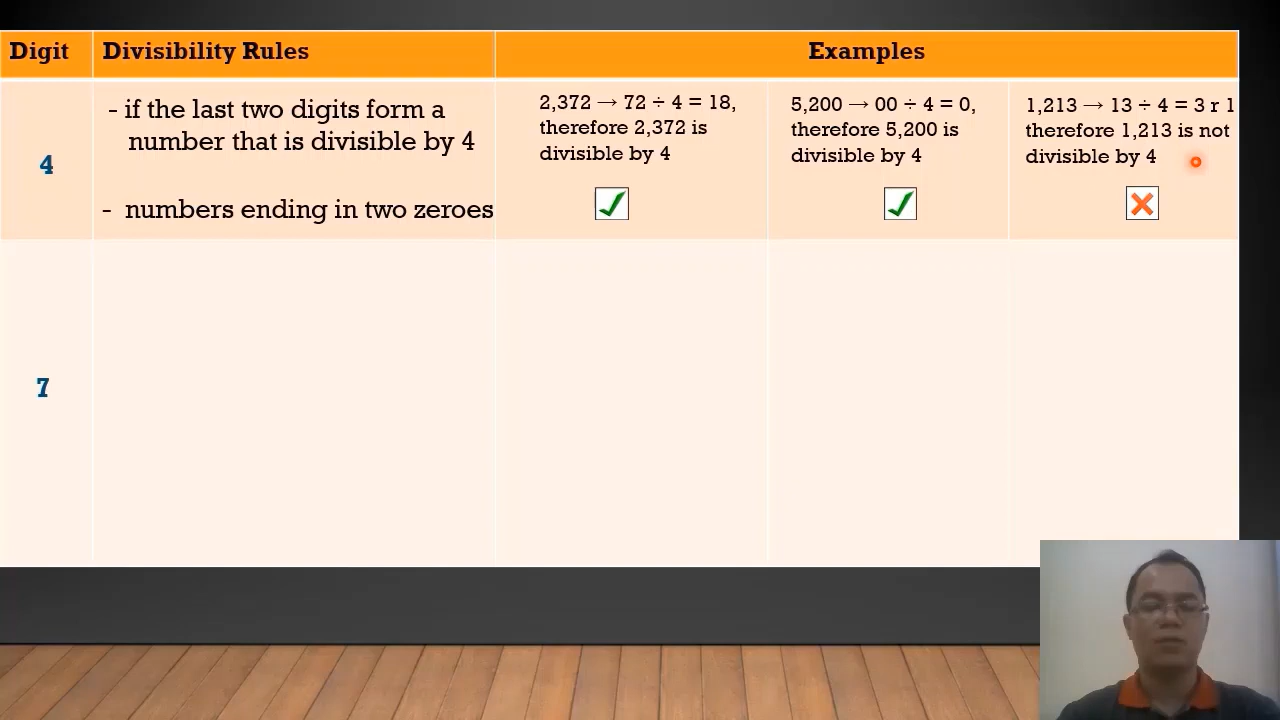 Digit
Divisibility Rules
Examples
4
- if the last two digits form a
number that is divisible by 4
- numbers ending in two zeroes
2,372 → 72 ÷ 4 = 18,
therefore 2,372 is
divisible by 4
5,200 → 00 ÷ 4 = 0,
therefore 5,200 is
divisible by 4
1,213 → 13 ÷ 4 = 3 r 1
therefore 1,213 is not
divisible by 4
7